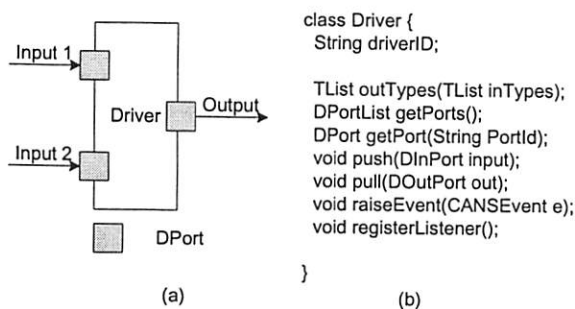 Input 1
Driver
Output
Input 2
DPort
(a)
class Driver {
String driverID;
TList outTypes(TList inTypes);
DPortList getPorts();
DPort getPort(String PortId);
void push(DInPort input);
void pull(DOutPort out);
void raiseEvent(CANSEvent e);
void registerListener();
}
(b)